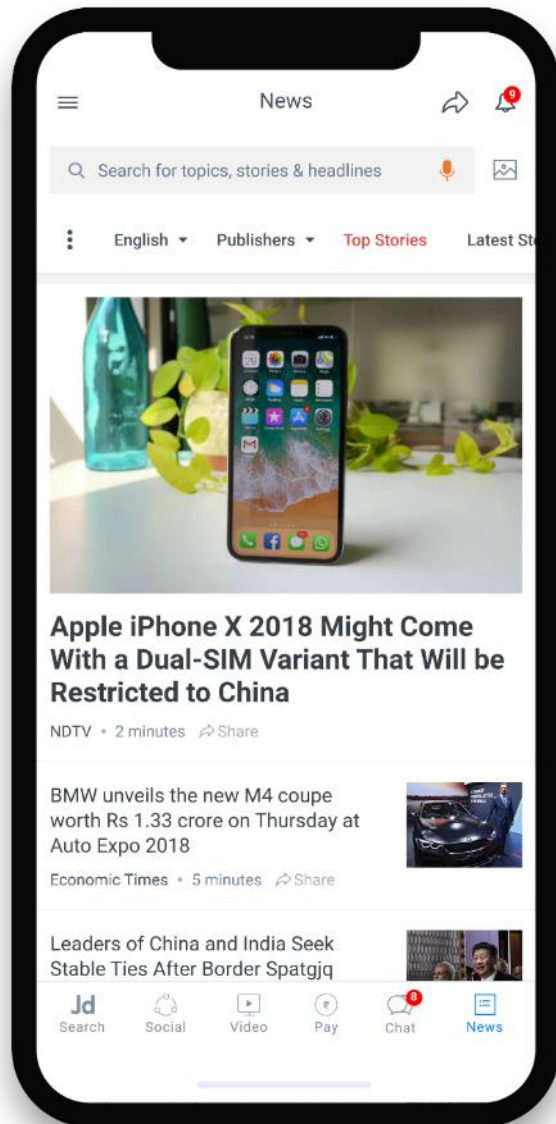 News
9
Search for topics, stories & headlines
English
Publishers
Top Stories
Latest St
Apple iPhone X 2018 Might Come
With a Dual-SIM Variant That Will be
Restricted to China
NDTV • 2 minutes Share
BMW unveils the new M4 coupe
worth Rs 1.33 crore on Thursday at
Auto Expo 2018
Economic Times • 5 minutes Share
Leaders of China and India Seek
Stable Ties After Border Spatgjq
8
Jd
Search
Social
Video
₹
Pay
Chat
News